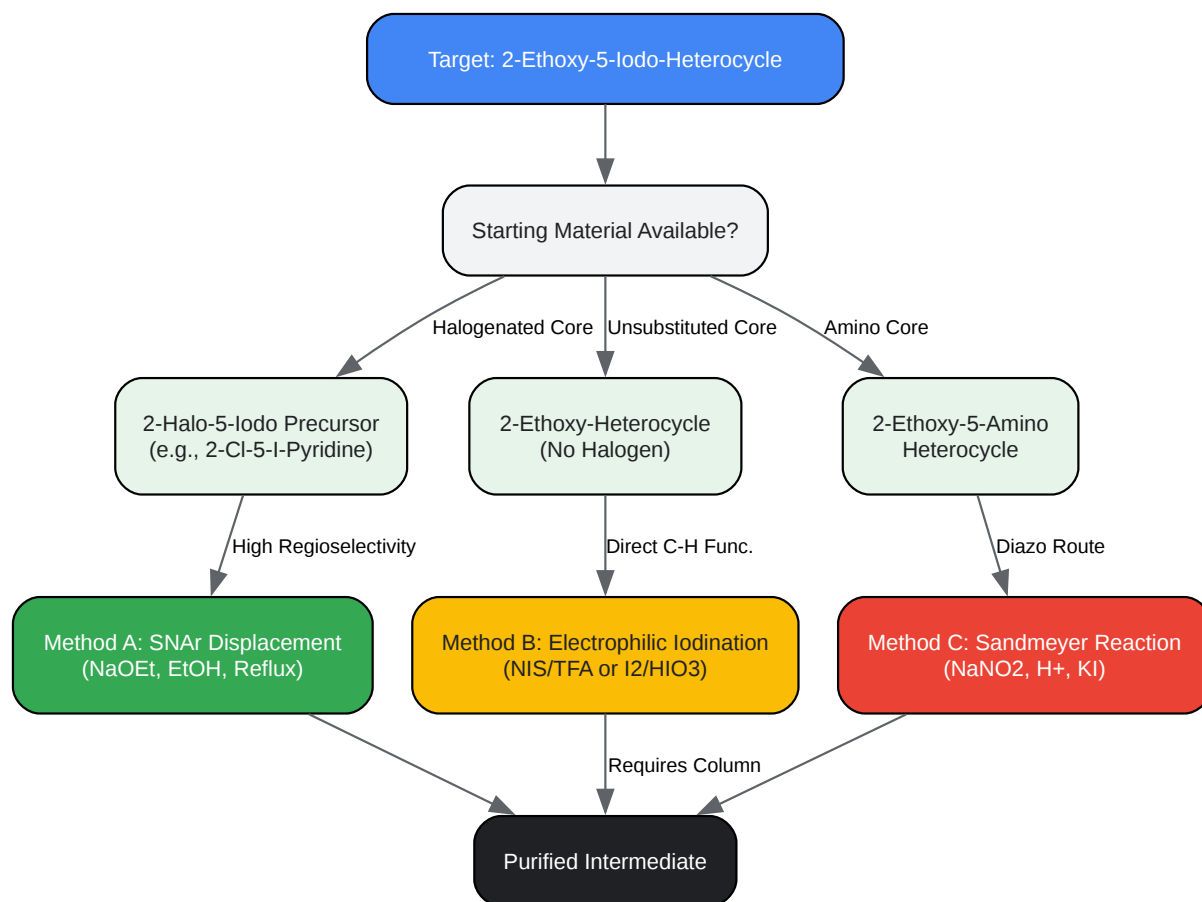 Target: 2-Ethoxy-5-Iodo-Heterocycle
Starting Material Available?
Halogenated Core
Unsubstituted Core
Amino Core
2-Halo-5-Iodo Precursor
(e.g., 2-Cl-5-I-Pyridine)
2-Ethoxy-Heterocycle
(No Halogen)
2-Ethoxy-5-Amino
Heterocycle
High Regioselectivity
Direct C-H Func.
Diazo Route
Method A: SNAr Displacement
(NaOEt, EtOH, Reflux)
Method B: Electrophilic Iodination
(NIS/TFA or I2/HIO3)
Method C: Sandmeyer Reaction
(NaNO2, H+, KI)
Requires Column
Purified Intermediate